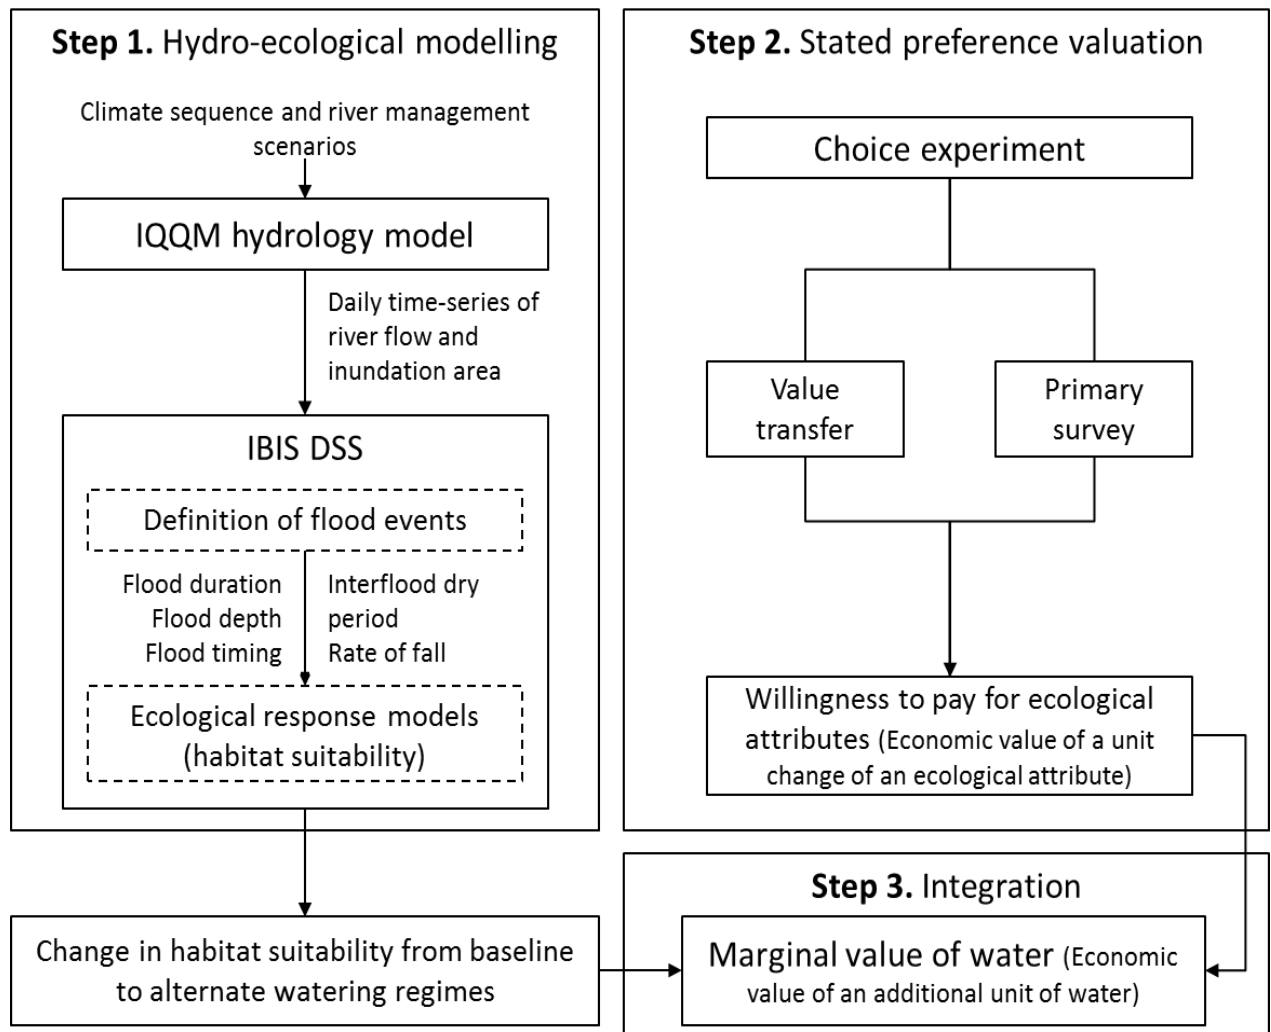 Step 1. Hydro-ecological modelling
Climate sequence and river management
scenarios
IQQM hydrology model
Daily time-series of
river flow and
inundation area
IBIS DSS
Definition of flood events
Flood duration
Flood depth
Flood timing
Interflood dry
period
Rate of fall
Ecological response models
(habitat suitability)
Change in habitat suitability from baseline
to alternate watering regimes
Step 2. Stated preference valuation
Choice experiment
Value
transfer
Primary
survey
Willingness to pay for ecological
attributes (Economic value of a unit
change of an ecological attribute)
Step 3. Integration
Marginal value of water (Economic
value of an additional unit of water)